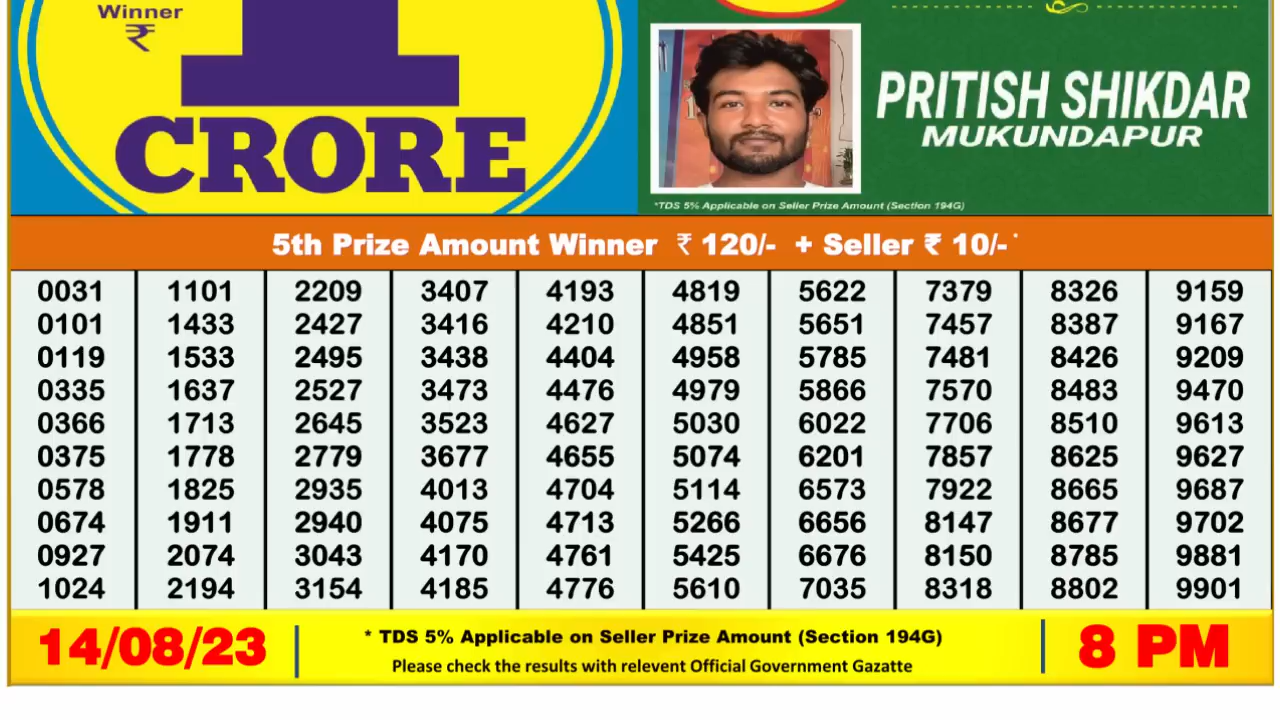 Winner
₹
1
CRORE
PRITISH SHIKDAR
MUKUNDAPUR
*TDS 5% Applicable on Seller Prize Amount (Section 194G)
5th Prize Amount Winner ₹ 120/- + Seller ₹ 10/-*
0031 1101 2209 3407 4193 4819 5622 7379 8326 9159
0101 1433 2427 3416 4210 4851 5651 7457 8387 9167
0119 1533 2495 3438 4404 4958 5785 7481 8426 9209
0335 1637 2527 3473 4476 4979 5866 7570 8483 9470
0366 1713 2645 3523 4627 5030 6022 7706 8510 9613
0375 1778 2779 3677 4655 5074 6201 7857 8625 9627
0578 1825 2935 4013 4704 5114 6573 7922 8665 9687
0674 1911 2940 4075 4713 5266 6656 8147 8677 9702
0927 2074 3043 4170 4761 5425 6676 8150 8785 9881
1024 2194 3154 4185 4776 5610 7035 8318 8802 9901
14/08/23
* TDS 5% Applicable on Seller Prize Amount (Section 194G)
Please check the results with relevent Official Government Gazatte
8 PM